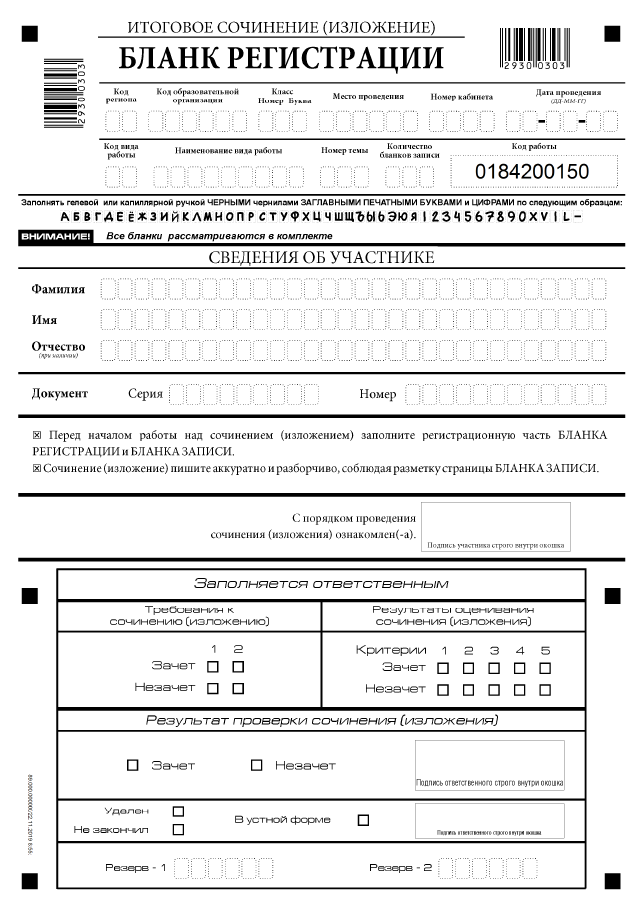 ИТОГОВОЕ СОЧИНЕНИЕ (ИЗЛОЖЕНИЕ)
БЛАНК РЕГИСТРАЦИИ
2930 0303
2930 0303
Код региона
Код образовательной организации
Класс
Номер Буква
Место проведения
Номер кабинета
Дата проведения
(ДД-ММ-ГГ)
- -
Код вида работы
Наименование вида работы
Номер темы
Количество бланков записи
Код работы
0184200150
Заполнять гелевой или капиллярной ручкой ЧЕРНЫМИ чернилами ЗАГЛАВНЫМИ ПЕЧАТНЫМИ БУКВАМИ и ЦИФРАМИ по следующим образцам:
АБВГДЕЁЖЗИЙКЛМНОПРСТУФХЦЧШЩЪЫЬЭЮЯ1234567890XVIL-
ВНИМАНИЕ! Все бланки рассматриваются в комплекте
СВЕДЕНИЯ ОБ УЧАСТНИКЕ
Фамилия
Имя
Отчество
(при наличии)
Документ Серия Номер
☒ Перед началом работы над сочинением (изложением) заполните регистрационную часть БЛАНКА
РЕГИСТРАЦИИ и БЛАНКА ЗАПИСИ.
☒ Сочинение (изложение) пишите аккуратно и разборчиво, соблюдая разметку страницы БЛАНКА ЗАПИСИ.
С порядком проведения
сочинения (изложения) ознакомлен(-а).
Подпись участника строго внутри окошка
Заполняется ответственным
Требования к
сочинению (изложению)
Результаты оценивания
сочинения (изложения)
1 2
Зачет
Незачет
Критерии 1 2 3 4 5
Зачет
Незачет
Результат проверки сочинения (изложения)
Зачет Незачет
Подпись ответственного строго внутри окошка
Удален
Не закончил
В устной форме
Подпись ответственного строго внутри окошка
Резерв - 1 Резерв - 2